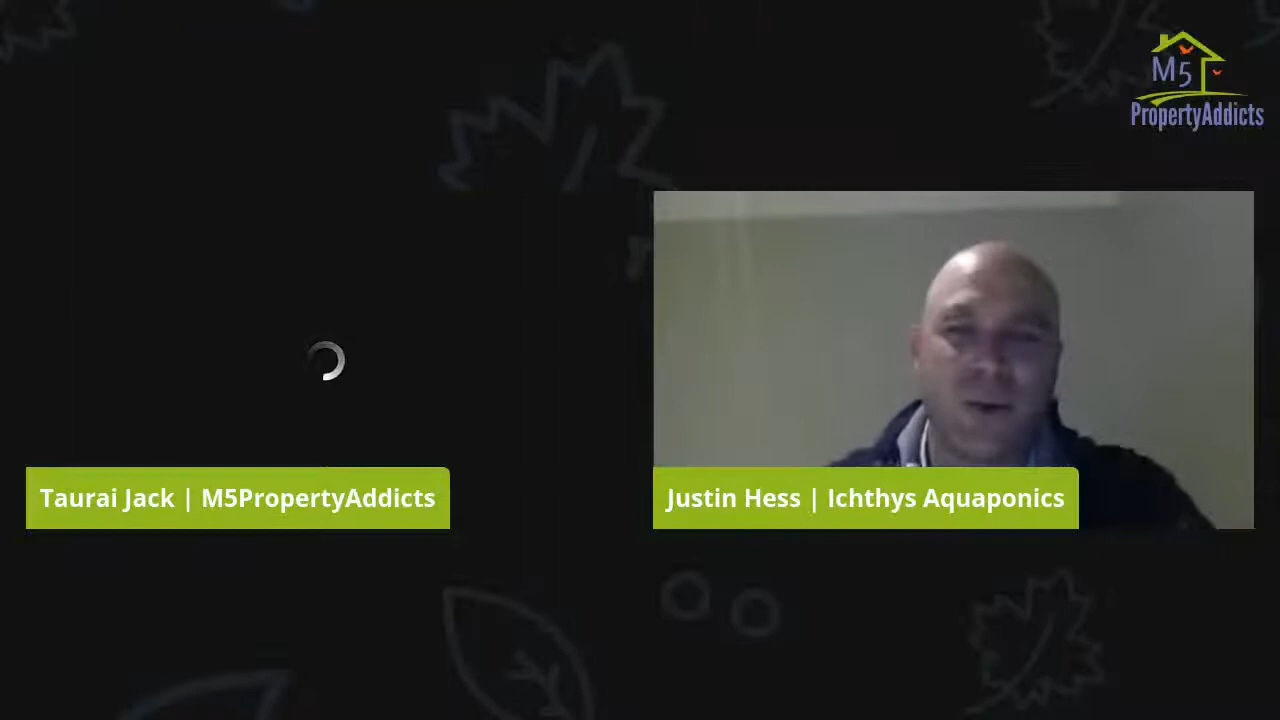 M5
PropertyAddicts
Taurai Jack | M5PropertyAddicts
Justin Hess | Ichthys Aquaponics